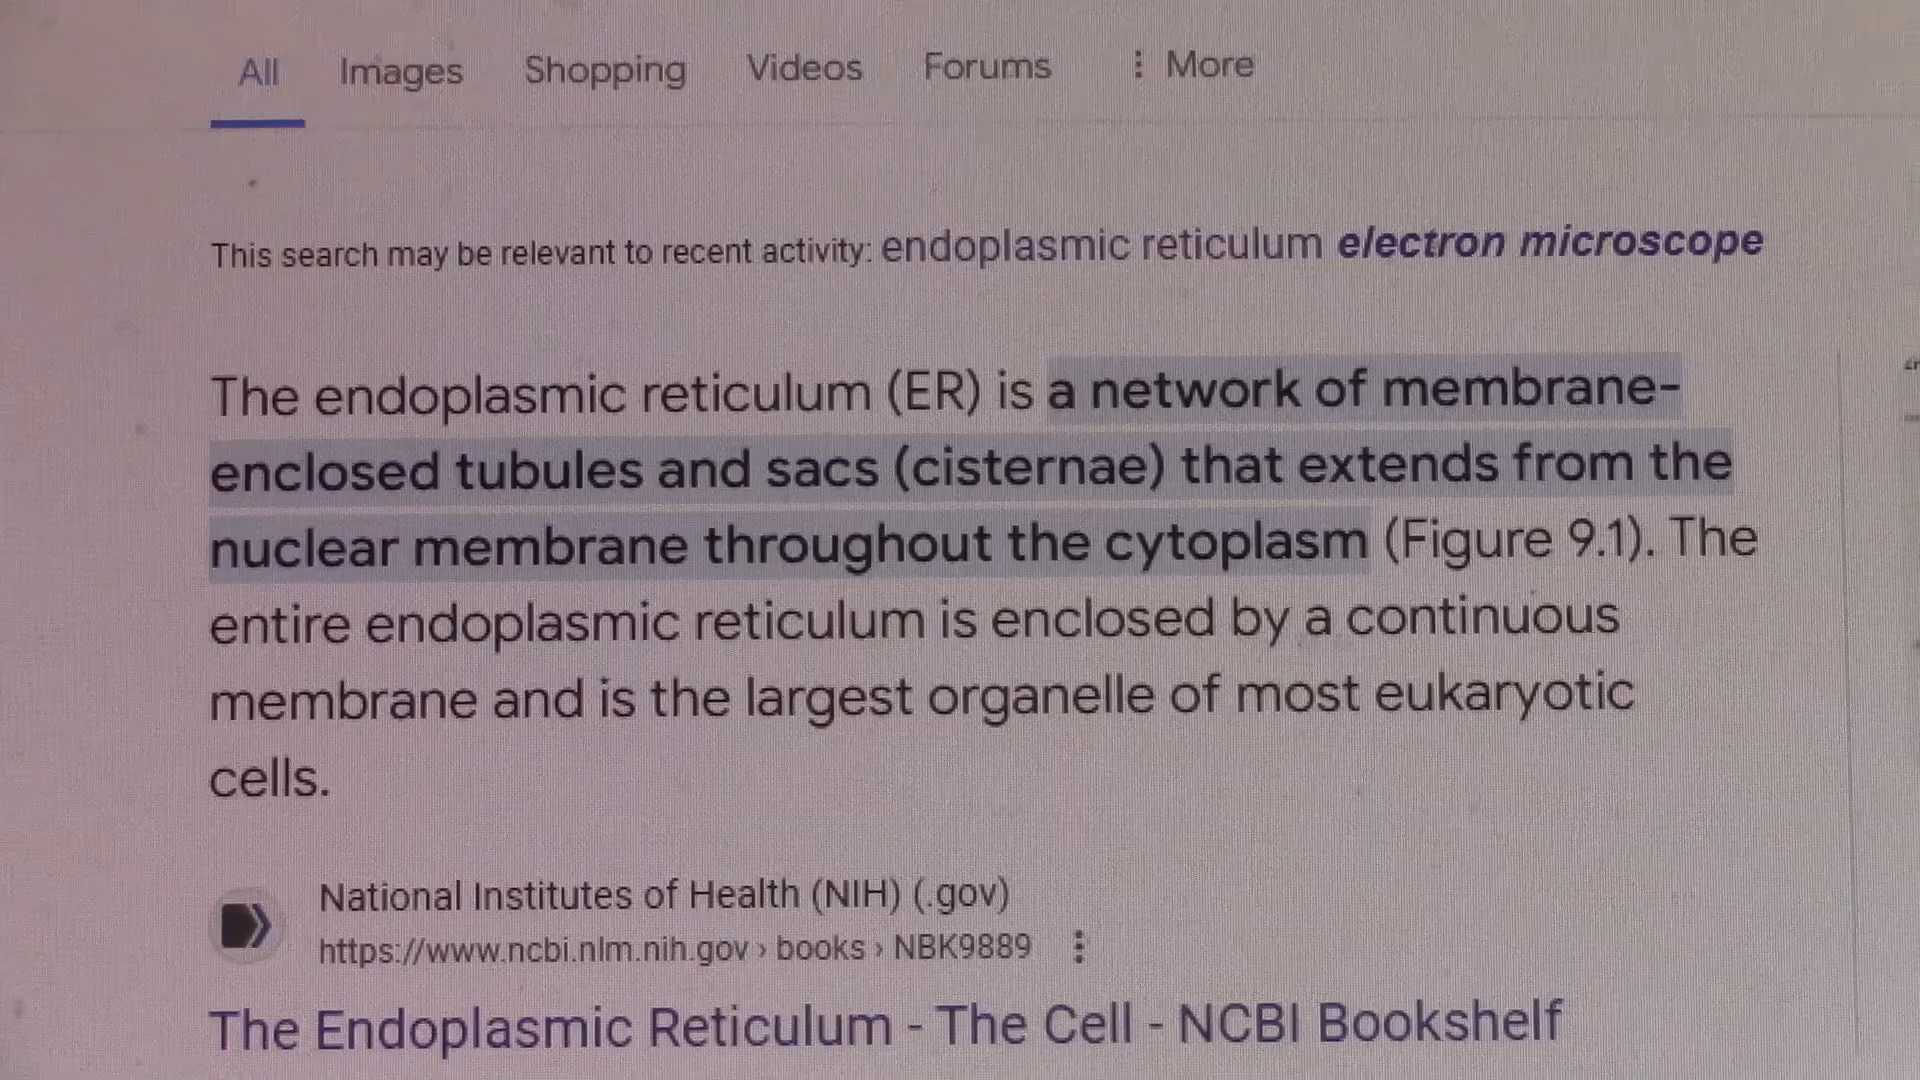 All Images Shopping Videos Forums ⋮ More
This search may be relevant to recent activity: endoplasmic reticulum electron microscope
The endoplasmic reticulum (ER) is a network of membrane-
enclosed tubules and sacs (cisternae) that extends from the
nuclear membrane throughout the cytoplasm (Figure 9.1). The
entire endoplasmic reticulum is enclosed by a continuous
membrane and is the largest organelle of most eukaryotic
cells.
National Institutes of Health (NIH) (.gov)
https://www.ncbi.nlm.nih.gov › books › NBK9889 ⋮
The Endoplasmic Reticulum - The Cell - NCBI Bookshelf